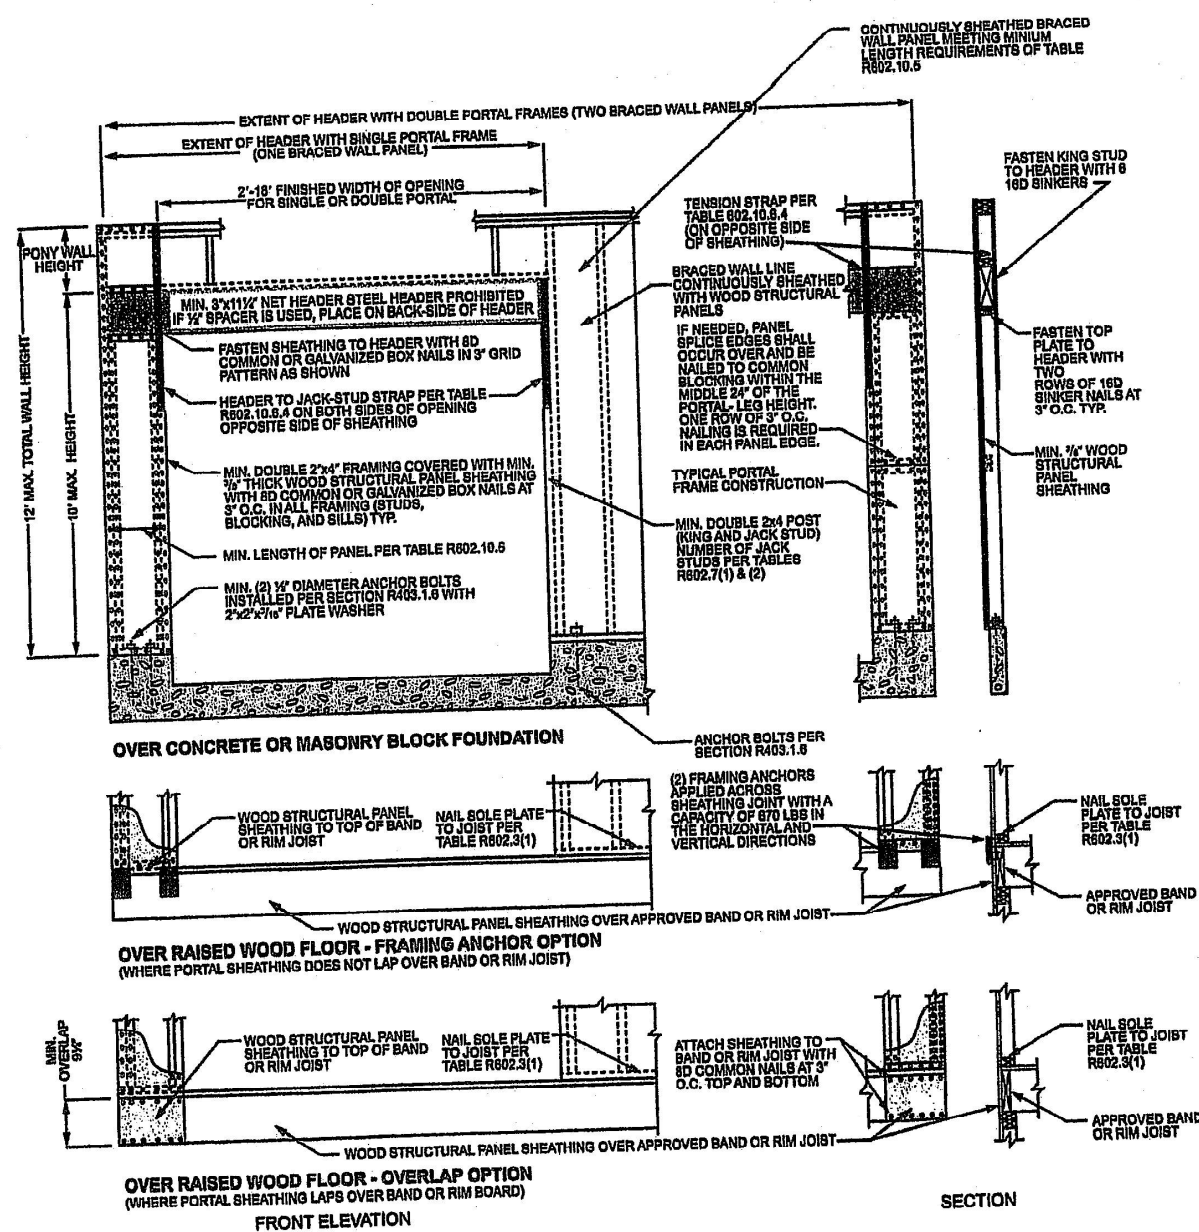 CONTINUOUSLY SHEATHED BRACED
WALL PANEL MEETING MINIUM
LENGTH REQUIREMENTS OF TABLE
R602.10.5
EXTENT OF HEADER WITH DOUBLE PORTAL FRAMES (TWO BRACED WALL PANELS)
EXTENT OF HEADER WITH SINGLE PORTAL FRAME
(ONE BRACED WALL PANEL)
2'-18' FINISHED WIDTH OF OPENING
FOR SINGLE OR DOUBLE PORTAL
FASTEN KING STUD
TO HEADER WITH 6
16D SINKERS
TENSION STRAP PER
TABLE 602.10.6.4
(ON OPPOSITE SIDE
OF SHEATHING)
PONY WALL
HEIGHT
BRACED WALL LINE
CONTINUOUSLY SHEATHED
WITH WOOD STRUCTURAL
PANELS
MIN. 3"x11¼" NET HEADER STEEL HEADER PROHIBITED
IF ½" SPACER IS USED, PLACE ON BACK-SIDE OF HEADER
12' MAX. TOTAL WALL HEIGHT
10' MAX. HEIGHT
FASTEN SHEATHING TO HEADER WITH 8D
COMMON OR GALVANIZED BOX NAILS IN 3" GRID
PATTERN AS SHOWN
HEADER TO JACK-STUD STRAP PER TABLE
R602.10.6.4 ON BOTH SIDES OF OPENING
OPPOSITE SIDE OF SHEATHING
IF NEEDED, PANEL
SPLICE EDGES SHALL
OCCUR OVER AND BE
NAILED TO COMMON
BLOCKING WITHIN THE
MIDDLE 24" OF THE
PORTAL- LEG HEIGHT.
ONE ROW OF 3" O.C.
NAILING IS REQUIRED
IN EACH PANEL EDGE.
FASTEN TOP
PLATE TO
HEADER WITH
TWO
ROWS OF 16D
SINKER NAILS AT
3" O.C. TYP.
MIN. DOUBLE 2"x4" FRAMING COVERED WITH MIN.
⅜" THICK WOOD STRUCTURAL PANEL SHEATHING
WITH 8D COMMON OR GALVANIZED BOX NAILS AT
3" O.C. IN ALL FRAMING (STUDS,
BLOCKING, AND SILLS) TYP.
TYPICAL PORTAL
FRAME CONSTRUCTION
MIN. ⅜" WOOD
STRUCTURAL
PANEL
SHEATHING
MIN. LENGTH OF PANEL PER TABLE R602.10.5
MIN. DOUBLE 2x4 POST
(KING AND JACK STUD)
NUMBER OF JACK
STUDS PER TABLES
R602.7(1) & (2)
MIN. (2) ½" DIAMETER ANCHOR BOLTS
INSTALLED PER SECTION R403.1.6 WITH
2"x2"x³/₁₆" PLATE WASHER
OVER CONCRETE OR MASONRY BLOCK FOUNDATION
ANCHOR BOLTS PER
SECTION R403.1.6
WOOD STRUCTURAL PANEL
SHEATHING TO TOP OF BAND
OR RIM JOIST
NAIL SOLE PLATE
TO JOIST PER
TABLE R602.3(1)
(2) FRAMING ANCHORS
APPLIED ACROSS
SHEATHING JOINT WITH A
CAPACITY OF 670 LBS IN
THE HORIZONTAL AND
VERTICAL DIRECTIONS
NAIL SOLE
PLATE TO JOIST
PER TABLE
R602.3(1)
WOOD STRUCTURAL PANEL SHEATHING OVER APPROVED BAND OR RIM JOIST
APPROVED BAND
OR RIM JOIST
OVER RAISED WOOD FLOOR - FRAMING ANCHOR OPTION
(WHERE PORTAL SHEATHING DOES NOT LAP OVER BAND OR RIM JOIST)
MIN.
OVERLAP
9¼"
WOOD STRUCTURAL PANEL
SHEATHING TO TOP OF BAND
OR RIM JOIST
NAIL SOLE PLATE
TO JOIST PER
TABLE R602.3(1)
ATTACH SHEATHING TO
BAND OR RIM JOIST WITH
8D COMMON NAILS AT 3"
O.C. TOP AND BOTTOM
NAIL SOLE
PLATE TO JOIST
PER TABLE
R602.3(1)
WOOD STRUCTURAL PANEL SHEATHING OVER APPROVED BAND OR RIM JOIST
APPROVED BAND
OR RIM JOIST
OVER RAISED WOOD FLOOR - OVERLAP OPTION
(WHERE PORTAL SHEATHING LAPS OVER BAND OR RIM BOARD)
FRONT ELEVATION
SECTION